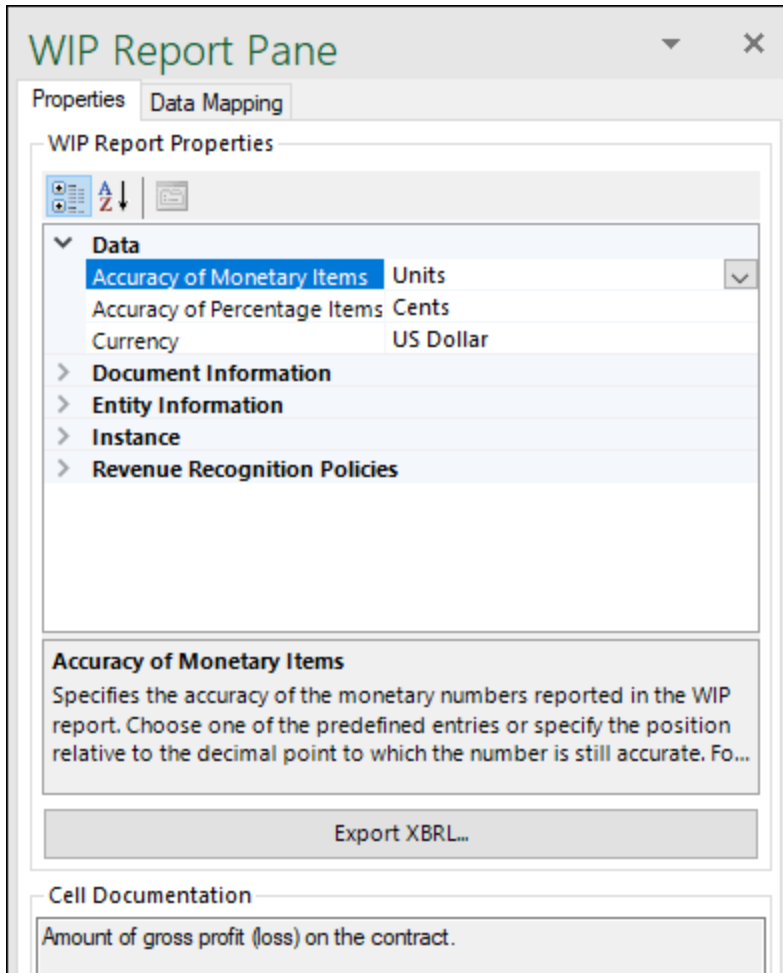 WIP Report Pane
Properties Data Mapping
WIP Report Properties
Data
Accuracy of Monetary Items Units
Accuracy of Percentage Items Cents
Currency US Dollar
Document Information
Entity Information
Instance
Revenue Recognition Policies
Accuracy of Monetary Items
Specifies the accuracy of the monetary numbers reported in the WIP
report. Choose one of the predefined entries or specify the position
relative to the decimal point to which the number is still accurate. Fo...
Export XBRL...
Cell Documentation
Amount of gross profit (loss) on the contract.